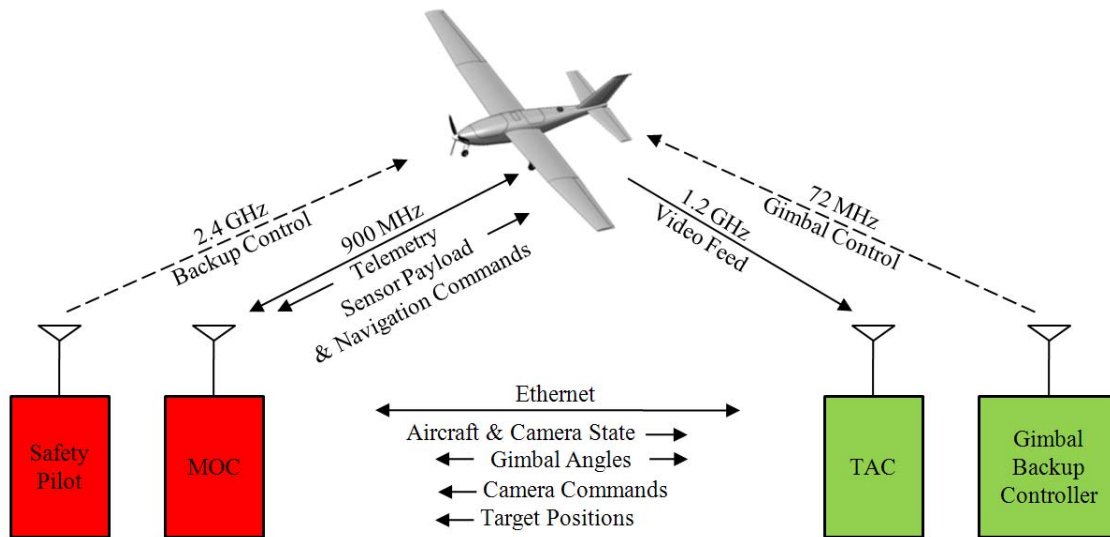 2.4 GHz
Backup Control
900 MHz
Telemetry
Sensor Payload
& Navigation Commands
1.2 GHz
Video Feed
72 MHz
Gimbal Control
Safety
Pilot
MOC
Ethernet
Aircraft & Camera State
Gimbal Angles
Camera Commands
Target Positions
TAC
Gimbal
Backup
Controller